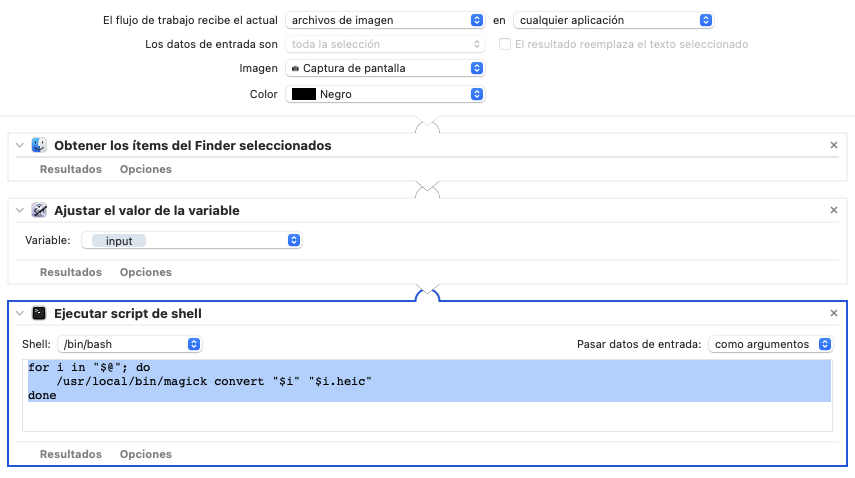 El flujo de trabajo recibe el actual archivos de imagen en cualquier aplicación
Los datos de entrada son toda la selección El resultado reemplaza el texto seleccionado
Imagen Captura de pantalla
Color Negro
Obtener los ítems del Finder seleccionados
Resultados Opciones
Ajustar el valor de la variable
Variable: input
Resultados Opciones
Ejecutar script de shell
Shell: /bin/bash Pasar datos de entrada: como argumentos
for i in "$@"; do
/usr/local/bin/magick convert "$i" "$i.heic"
done
Resultados Opciones